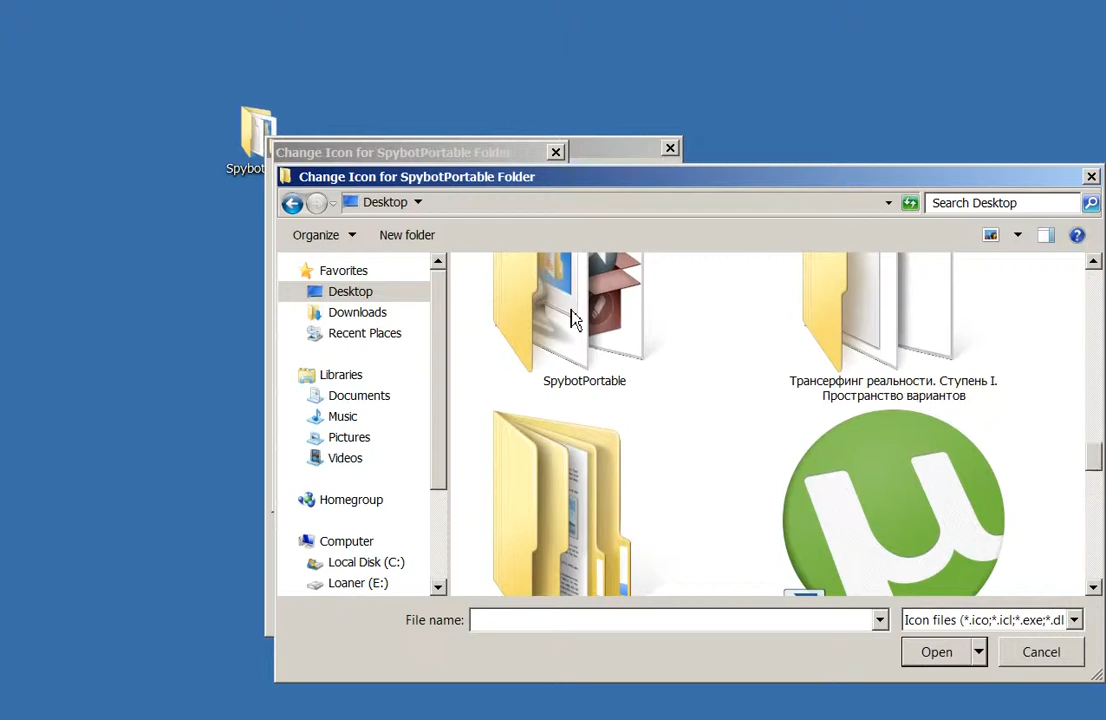 Spybot
Change Icon for SpybotPortable Folder
Change Icon for SpybotPortable Folder
Desktop
Search Desktop
Organize
New folder
Favorites
Desktop
Downloads
Recent Places
Libraries
Documents
Music
Pictures
Videos
Homegroup
Computer
Local Disk (C:)
Loaner (E:)
SpybotPortable
Трансерфинг реальности. Ступень I.
Пространство вариантов
File name:
Icon files (*.ico;*.icl;*.exe;*.dl
Open
Cancel